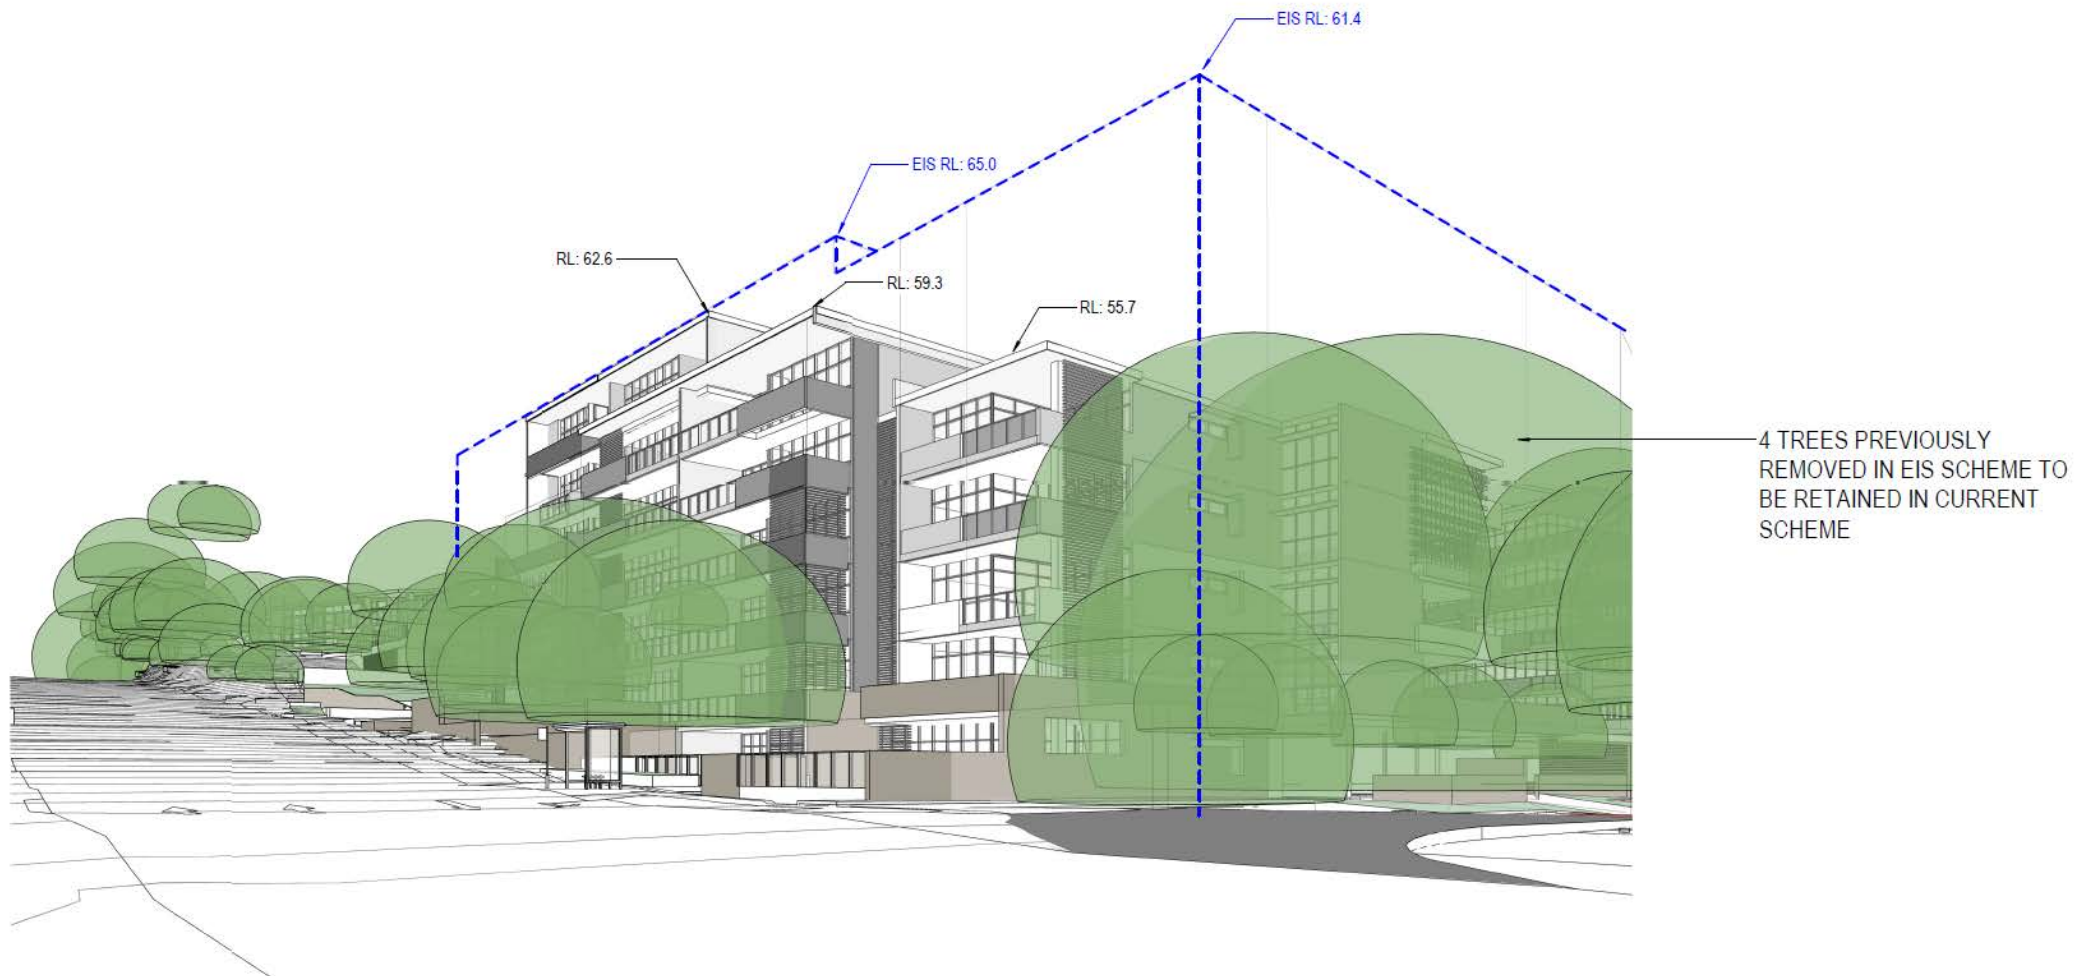 EIS RL: 61.4
EIS RL: 65.0
RL: 62.6
RL: 59.3
RL: 55.7
4 TREES PREVIOUSLY
REMOVED IN EIS SCHEME TO
BE RETAINED IN CURRENT
SCHEME